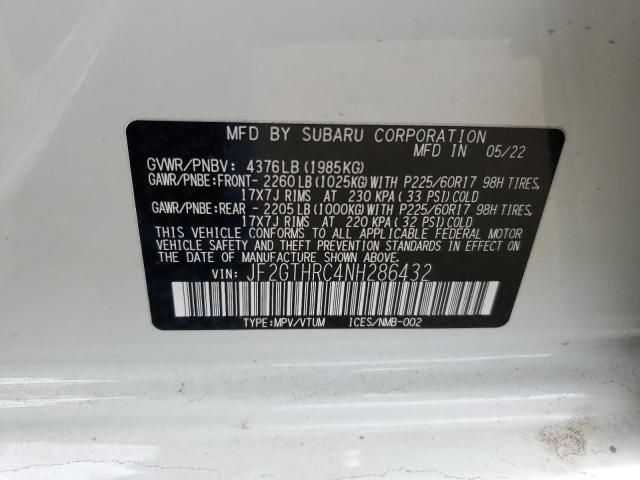 MFD BY SUBARU CORPORATION
MFD IN 05/22
GVWR/PNBV: 4376LB (1985KG)
GAWR/PNBE:FRONT- 2260 LB (1025KG) WITH P225/60R17 98H TIRES,
17X7J RIMS AT 230 KPA ( 33 PSI) COLD
GAWR/PNBE:REAR - 2205 LB (1000KG) WITH P225/60R17 98H TIRES,
17X7J RIMS AT 220 KPA ( 32 PSI) COLD
THIS VEHICLE CONFORMS TO ALL APPLICABLE FEDERAL MOTOR
VEHICLE SAFETY AND THEFT PREVENTION STANDARDS IN EFFECT ON
THE DATE OF MANUFACTURE SHOWN ABOVE.
VIN: JF2GTHRC4NH286432
TYPE:MPV/VTUM ICES/NMB-002